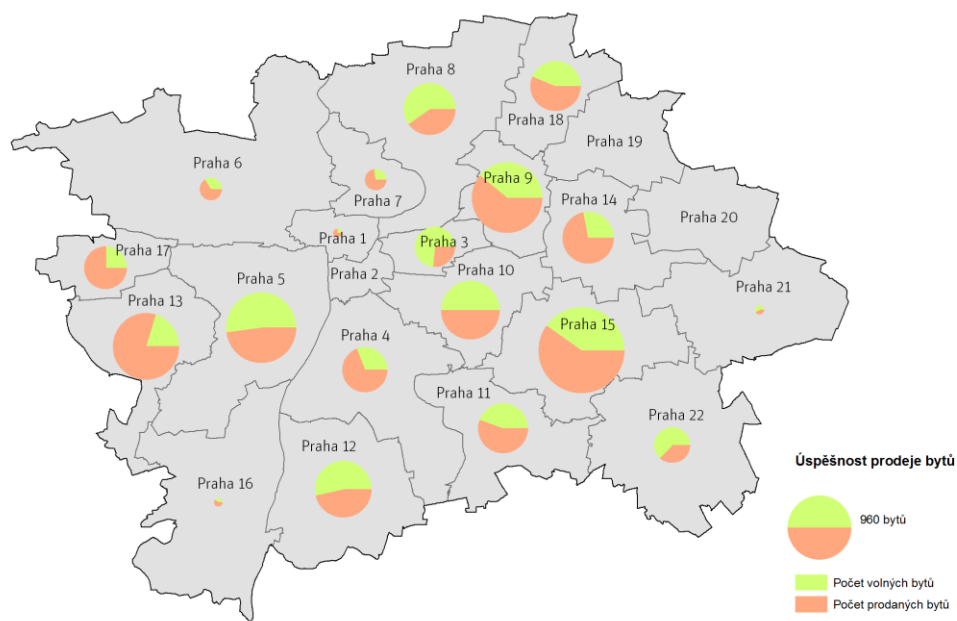 Praha 8
Praha 18
Praha 19
Praha 6
Praha 7
Praha 9
Praha 14
Praha 20
Praha 1
Praha 3
Praha 17
Praha 5
Praha 2
Praha 10
Praha 21
Praha 13
Praha 15
Praha 4
Praha 11
Praha 22
Praha 12
Praha 16
Úspěšnost prodeje bytů
960 bytů
Počet volných bytů
Počet prodaných bytů